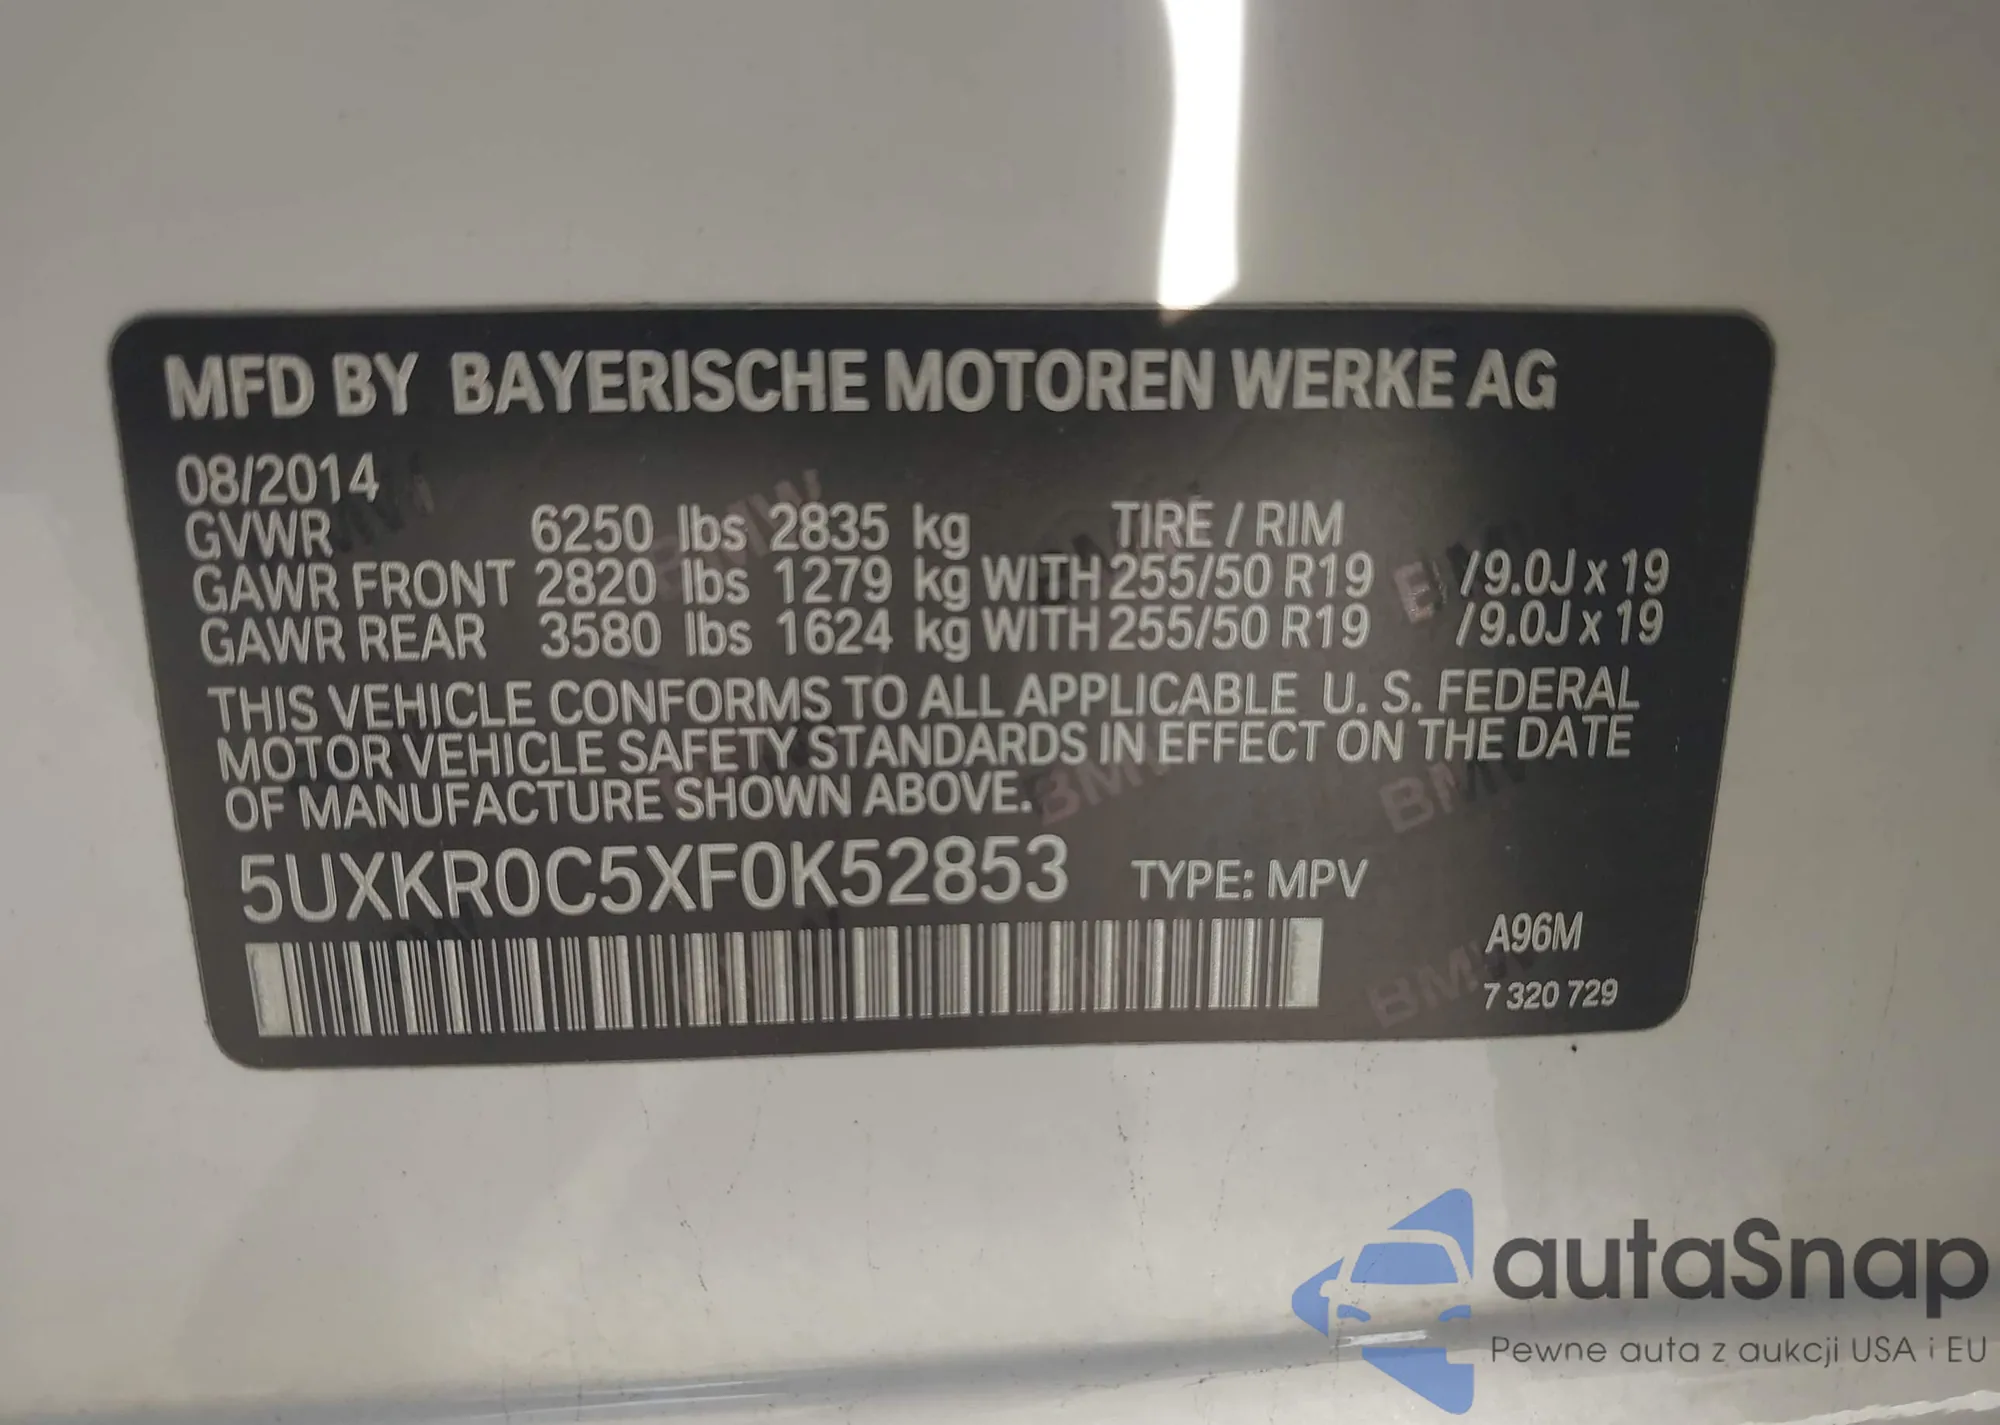 MFD BY BAYERISCHE MOTOREN WERKE AG
08/2014
GVWR 6250 lbs 2835 kg TIRE / RIM
GAWR FRONT 2820 lbs 1279 kg WITH 255/50 R19 /9.0J x 19
GAWR REAR 3580 lbs 1624 kg WITH 255/50 R19 /9.0J x 19
THIS VEHICLE CONFORMS TO ALL APPLICABLE U. S. FEDERAL
MOTOR VEHICLE SAFETY STANDARDS IN EFFECT ON THE DATE
OF MANUFACTURE SHOWN ABOVE.
5UXKR0C5XF0K52853 TYPE: MPV
A96M
7 320 729
autaSnap
Pewne auta z aukcji USA i EU